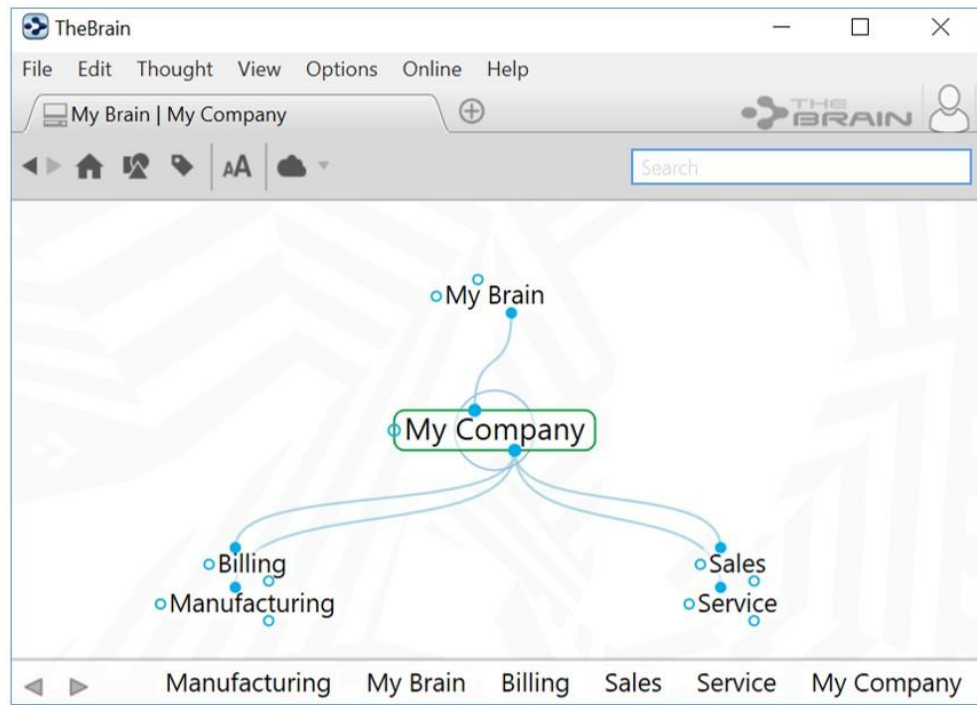 TheBrain
File Edit Thought View Options Online Help
My Brain | My Company
THE
BRAIN
AA
Search
My Brain
My Company
Billing
Sales
Manufacturing
Service
Manufacturing My Brain Billing Sales Service My Company